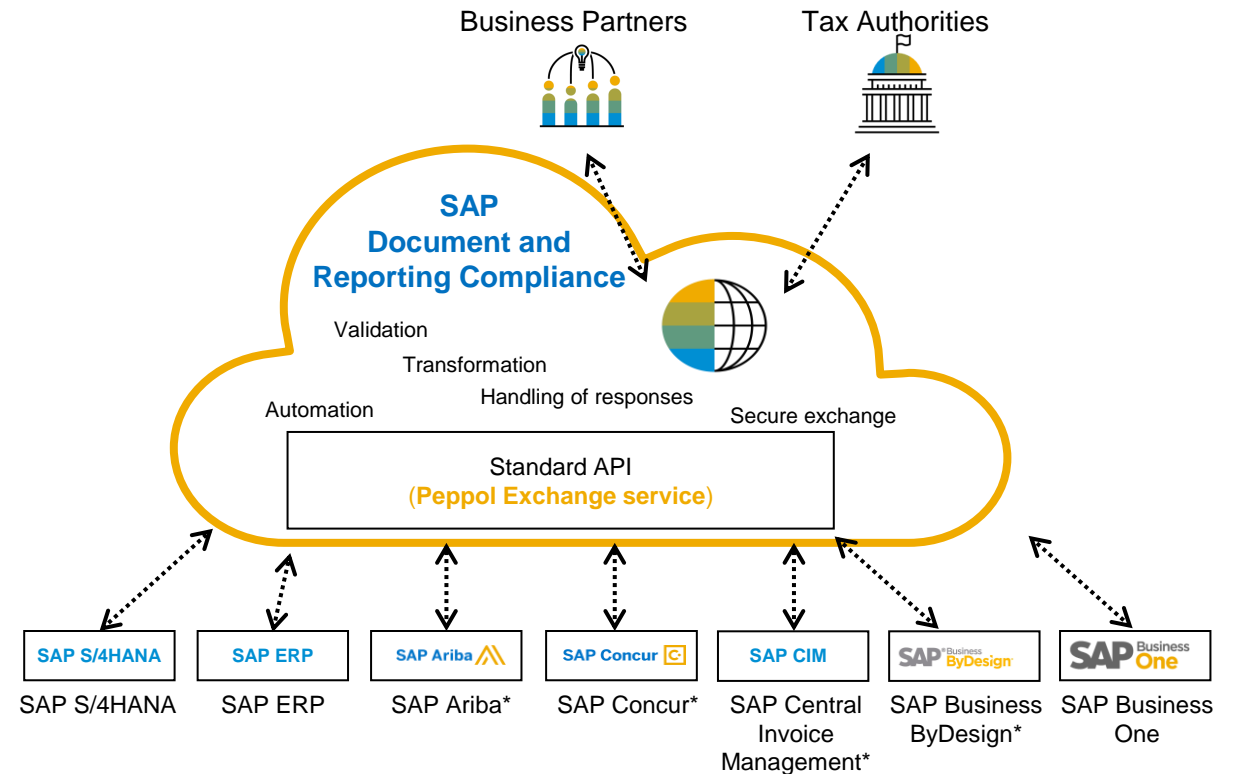 Business Partners
Tax Authorities
SAP
Document and
Reporting Compliance
Validation
Transformation
Handling of responses
Automation
Secure exchange
Standard API
(Peppol Exchange service)
SAP S/4HANA
SAP ERP
SAP Ariba
SAP Concur C
SAP CIM
SAP Business
ByDesign
SAP Business
One
SAP S/4HANA
SAP ERP
SAP Ariba*
SAP Concur*
SAP Central
Invoice
Management*
SAP Business
ByDesign*
SAP Business
One